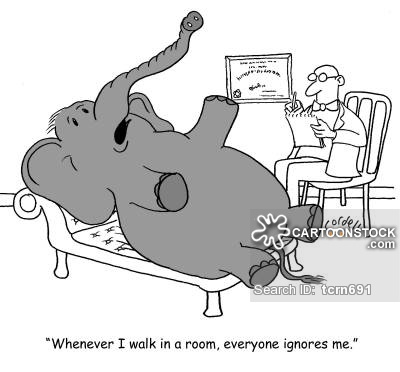 CARTOONSTOCK
.com
Search ID: tcrn691
“Whenever I walk in a room, everyone ignores me.”